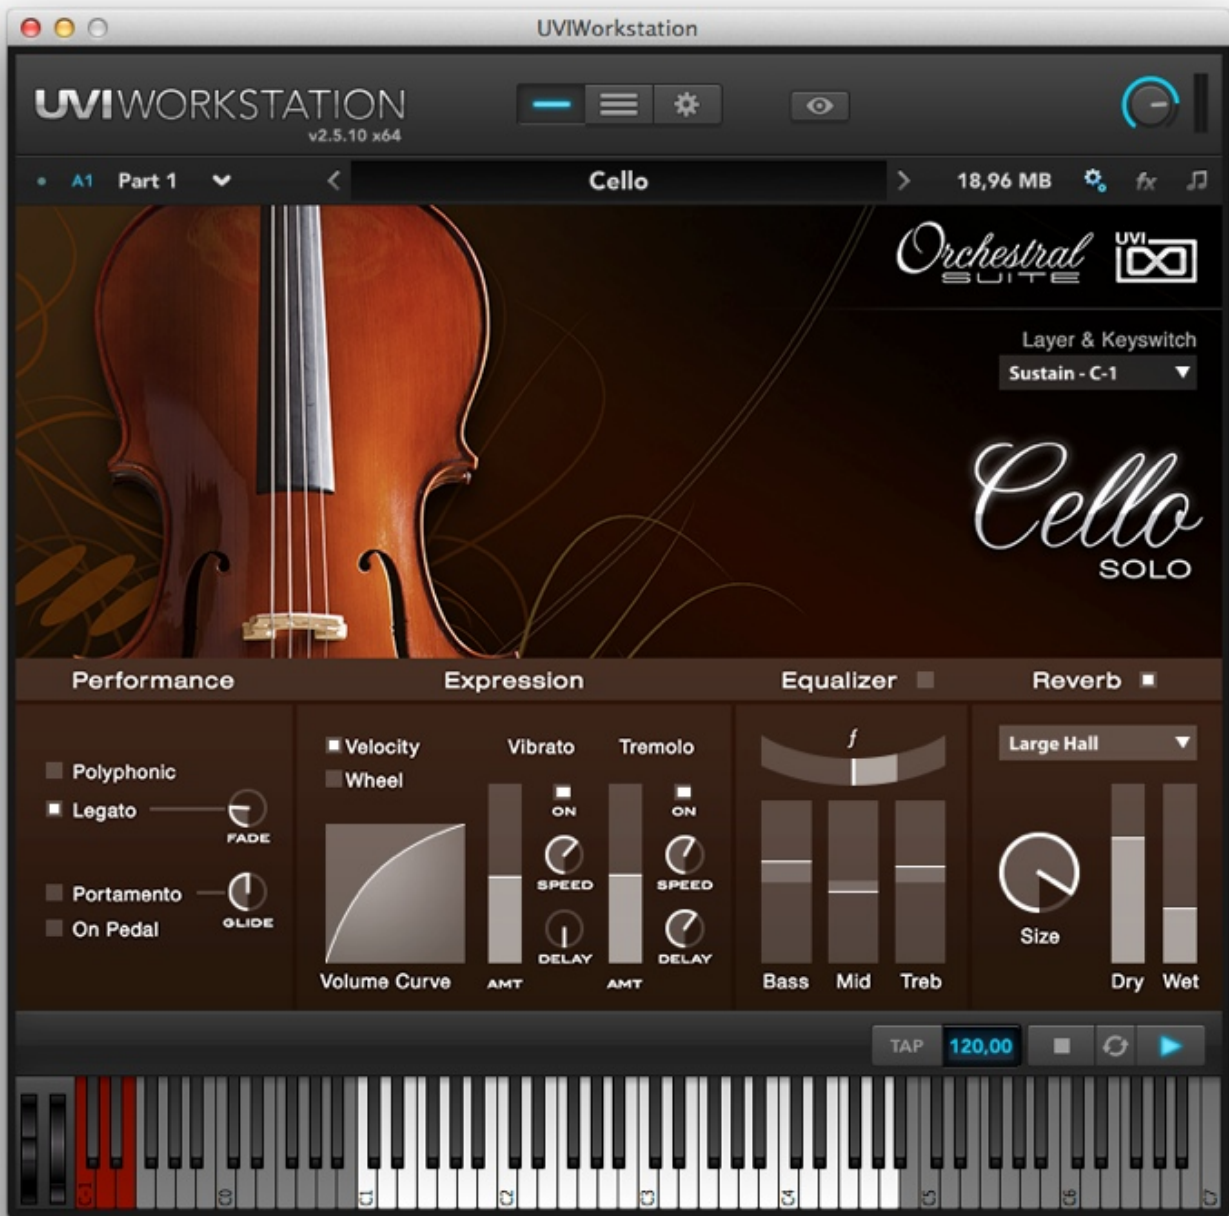 UVIWorkstation
UVIWORKSTATION
v2.5.10 x64
A1 Part 1 Cello 18,96 MB fx
Orchestral SUITE UVI
Layer & Keyswitch
Sustain - C-1
Cello
SOLO
Performance Expression Equalizer Reverb
Polyphonic
Legato
FADE
Portamento
On Pedal
GLIDE
Velocity
Wheel
Volume Curve
Vibrato
ON
SPEED
DELAY
AMT
Tremolo
ON
SPEED
DELAY
AMT
f
Bass Mid Treb
Large Hall
Size
Dry Wet
TAP 120,00
C-1 C0 C1 C2 C3 C4 C5 C6 C7